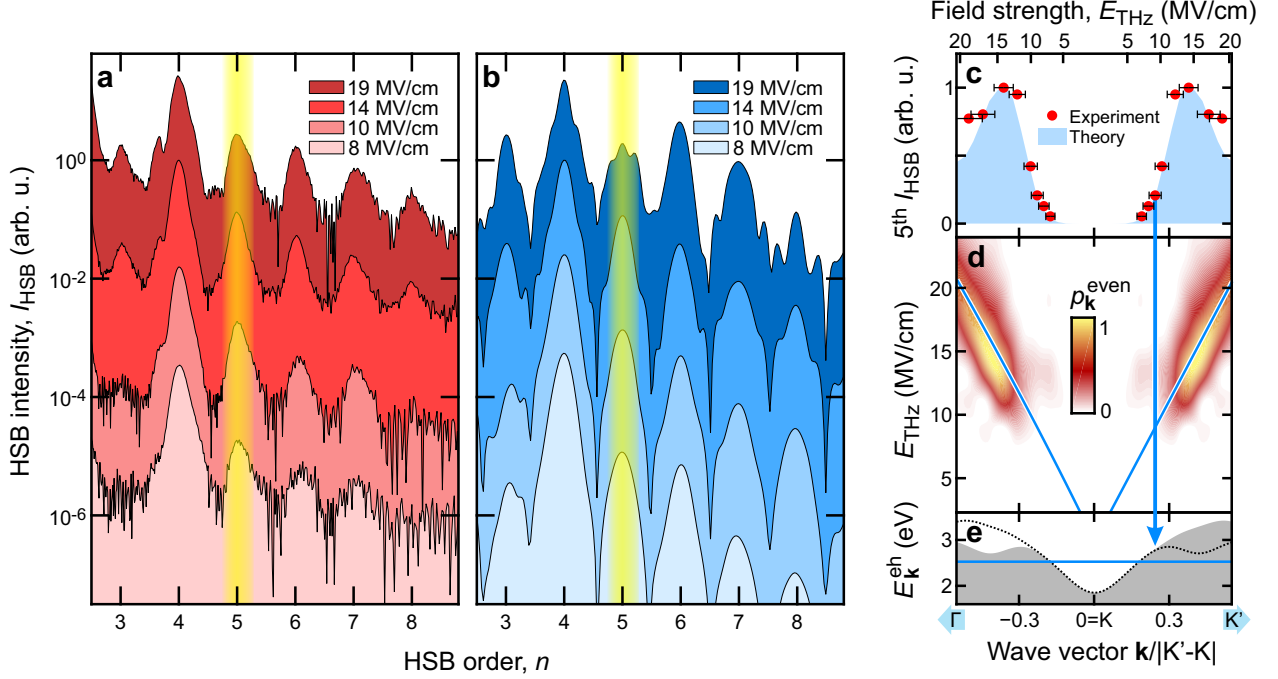 Field strength, E_THz (MV/cm)
20 15 10 5 5 10 15 20
a
19 MV/cm
14 MV/cm
10 MV/cm
8 MV/cm
b
19 MV/cm
14 MV/cm
10 MV/cm
8 MV/cm
c
Experiment
Theory
1
0
5th I_HSB (arb. u.)
HSB intensity, I_HSB (arb. u.)
10^0
10^-2
10^-4
10^-6
d
p_k^even
1
0
20
15
10
5
E_THz (MV/cm)
e
3
2
E_k^eh (eV)
3 4 5 6 7 8
3 4 5 6 7 8
HSB order, n
Γ
−0.3 0=K 0.3
K'
Wave vector k/|K'-K|